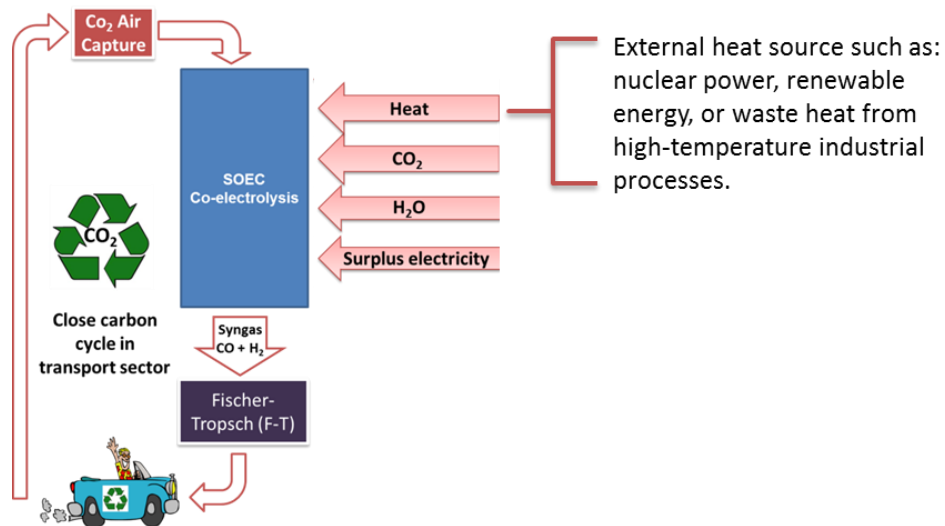 Co₂ Air
Capture
External heat source such as:
nuclear power, renewable
energy, or waste heat from
high-temperature industrial
processes.
Heat
CO₂
SOEC
Co-electrolysis
H₂O
Surplus electricity
CO₂
Close carbon
cycle in
transport sector
Syngas
CO + H₂
Fischer-
Tropsch (F-T)